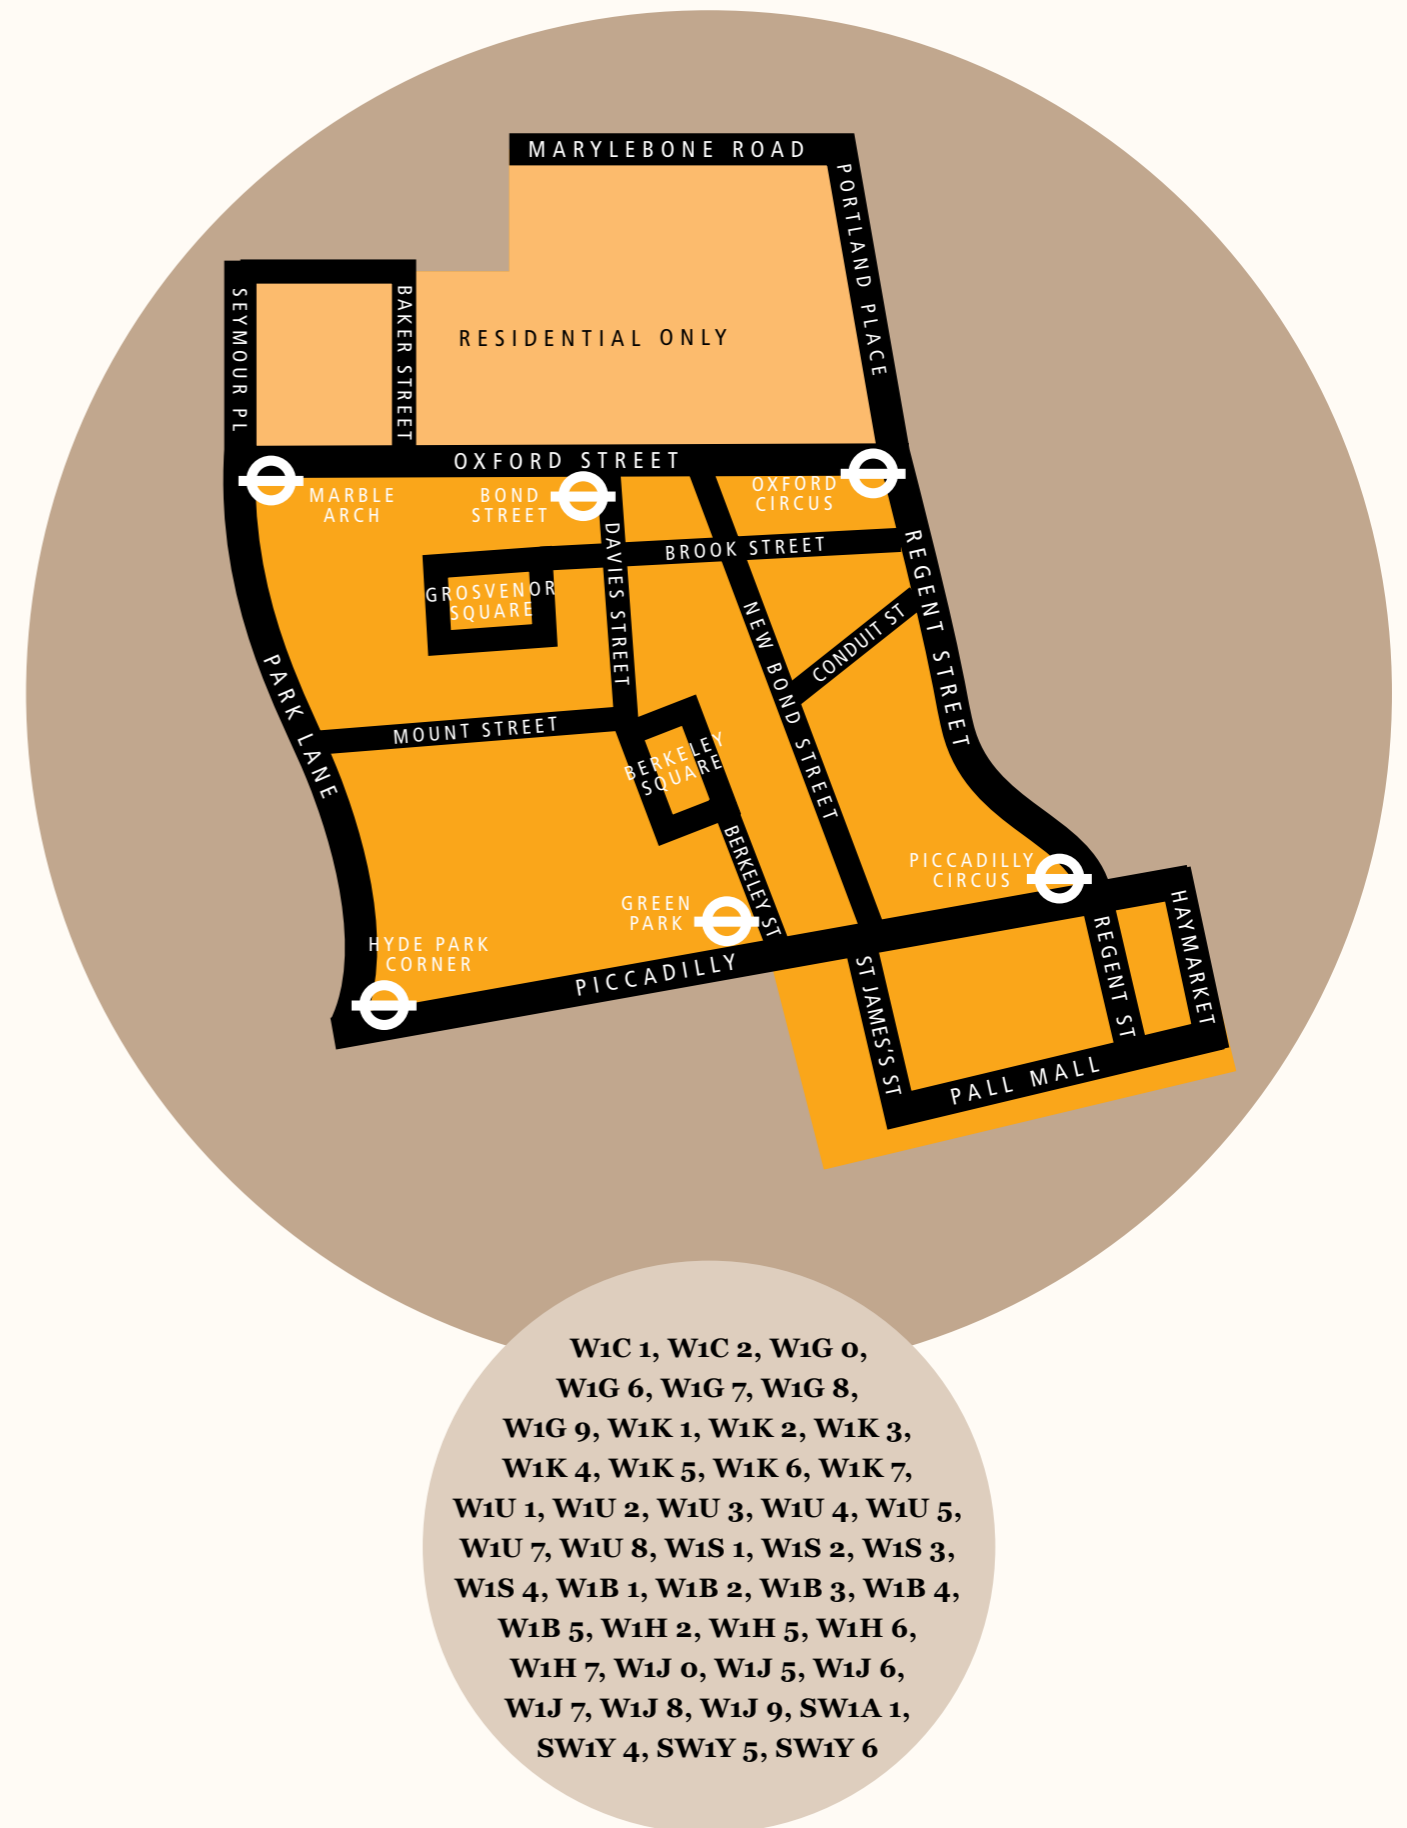 MARYLEBONE ROAD
PORTLAND PLACE
SEYMOUR PL
BAKER STREET
RESIDENTIAL ONLY
OXFORD STREET
MARBLE
ARCH
BOND
STREET
OXFORD
CIRCUS
DAVIES STREET
BROOK STREET
REGENT STREET
GROSVENOR
SQUARE
NEW BOND STREET
CONDUIT ST
PARK LANE
MOUNT STREET
BERKELEY
SQUARE
BERKELEY ST
PICCADILLY
CIRCUS
GREEN
PARK
HYDE PARK
CORNER
PICCADILLY
HAYMARKET
REGENT ST
ST JAMES'S ST
PALL MALL
W1C 1, W1C 2, W1G 0,
W1G 6, W1G 7, W1G 8,
W1G 9, W1K 1, W1K 2, W1K 3,
W1K 4, W1K 5, W1K 6, W1K 7,
W1U 1, W1U 2, W1U 3, W1U 4, W1U 5,
W1U 7, W1U 8, W1S 1, W1S 2, W1S 3,
W1S 4, W1B 1, W1B 2, W1B 3, W1B 4,
W1B 5, W1H 2, W1H 5, W1H 6,
W1H 7, W1J 0, W1J 5, W1J 6,
W1J 7, W1J 8, W1J 9, SW1A 1,
SW1Y 4, SW1Y 5, SW1Y 6